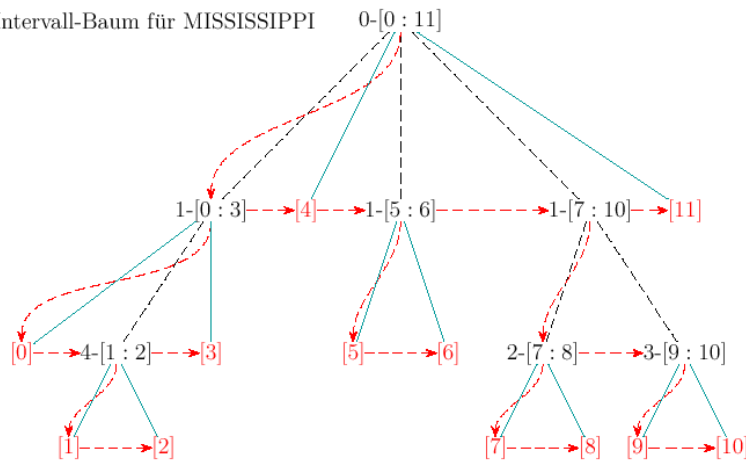 ntervall-Baum für MISSISSIPPI 0-[0 : 11]
1-[0 : 3] [4] 1-[5 : 6] 1-[7 : 10] [11]
[0] 4-[1 : 2] [3] [5] [6] 2-[7 : 8] 3-[9 : 10]
[1] [2] [7] [8] [9] [10]